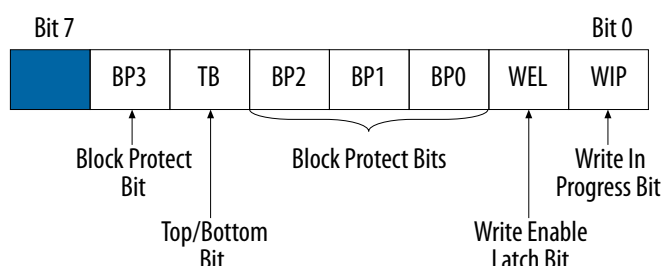 Bit 7 Bit 0
BP3 TB BP2 BP1 BP0 WEL WIP
Block Protect
Bit
Block Protect Bits
Write In
Progress Bit
Top/Bottom
Bit
Write Enable
Latch Bit